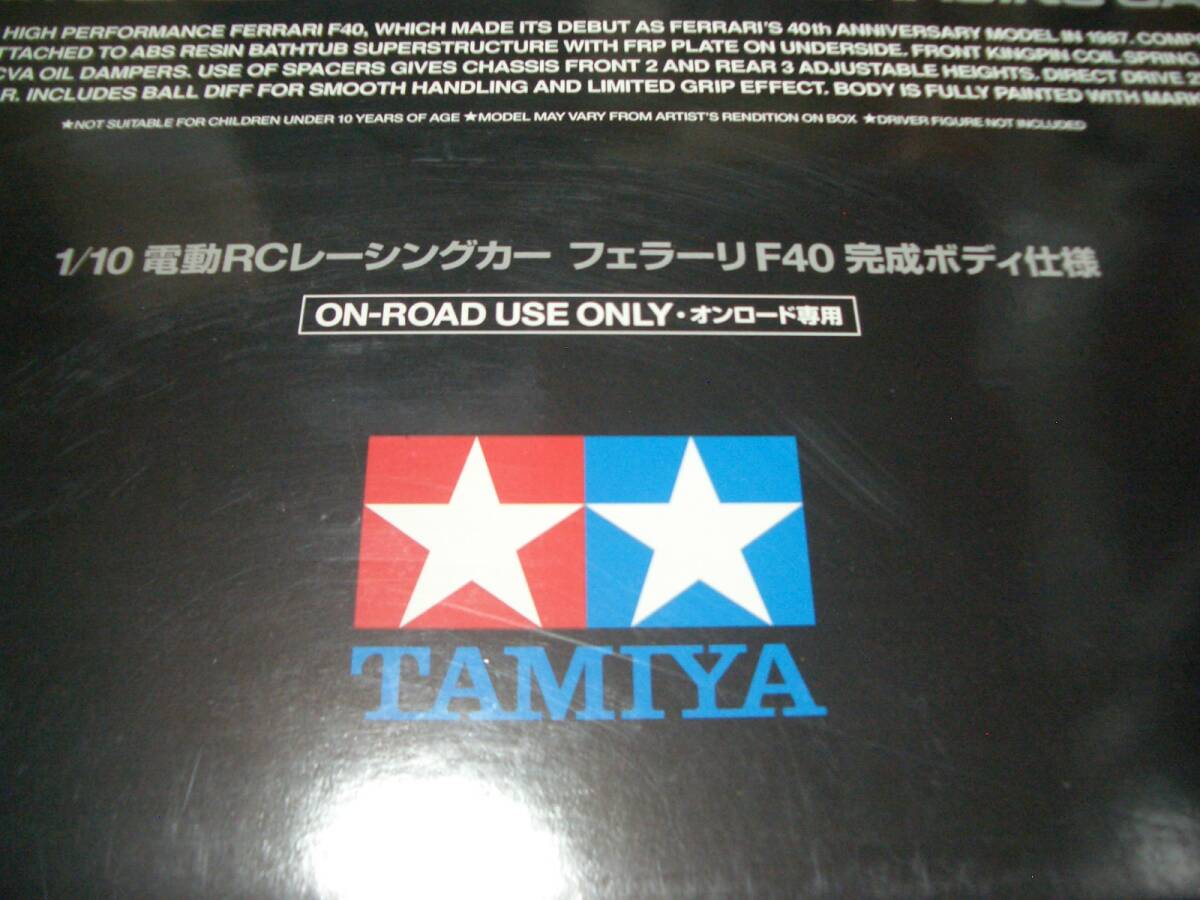 HIGH PERFORMANCE FERRARI F40, WHICH MADE ITS DEBUT AS FERRARI'S 40th ANNIVERSARY MODEL IN 1987.
TTACHED TO ABS RESIN BATHTUB SUPERSTRUCTURE WITH FRP PLATE ON UNDERSIDE. FRONT KINGPIN COIL SPRING
CVA OIL DAMPERS. USE OF SPACERS GIVES CHASSIS FRONT 2 AND REAR 3 ADJUSTABLE HEIGHTS. DIRECT DRIVE
R. INCLUDES BALL DIFF FOR SMOOTH HANDLING AND LIMITED GRIP EFFECT. BODY IS FULLY PAINTED WITH MARK
★NOT SUITABLE FOR CHILDREN UNDER 10 YEARS OF AGE ★MODEL MAY VARY FROM ARTIST'S RENDITION ON BOX ★DRIVER FIGURE NOT INCLUDED
1/10 電動RCレーシングカー フェラーリF40 完成ボディ仕様
ON-ROAD USE ONLY・オンロード専用
TAMIYA